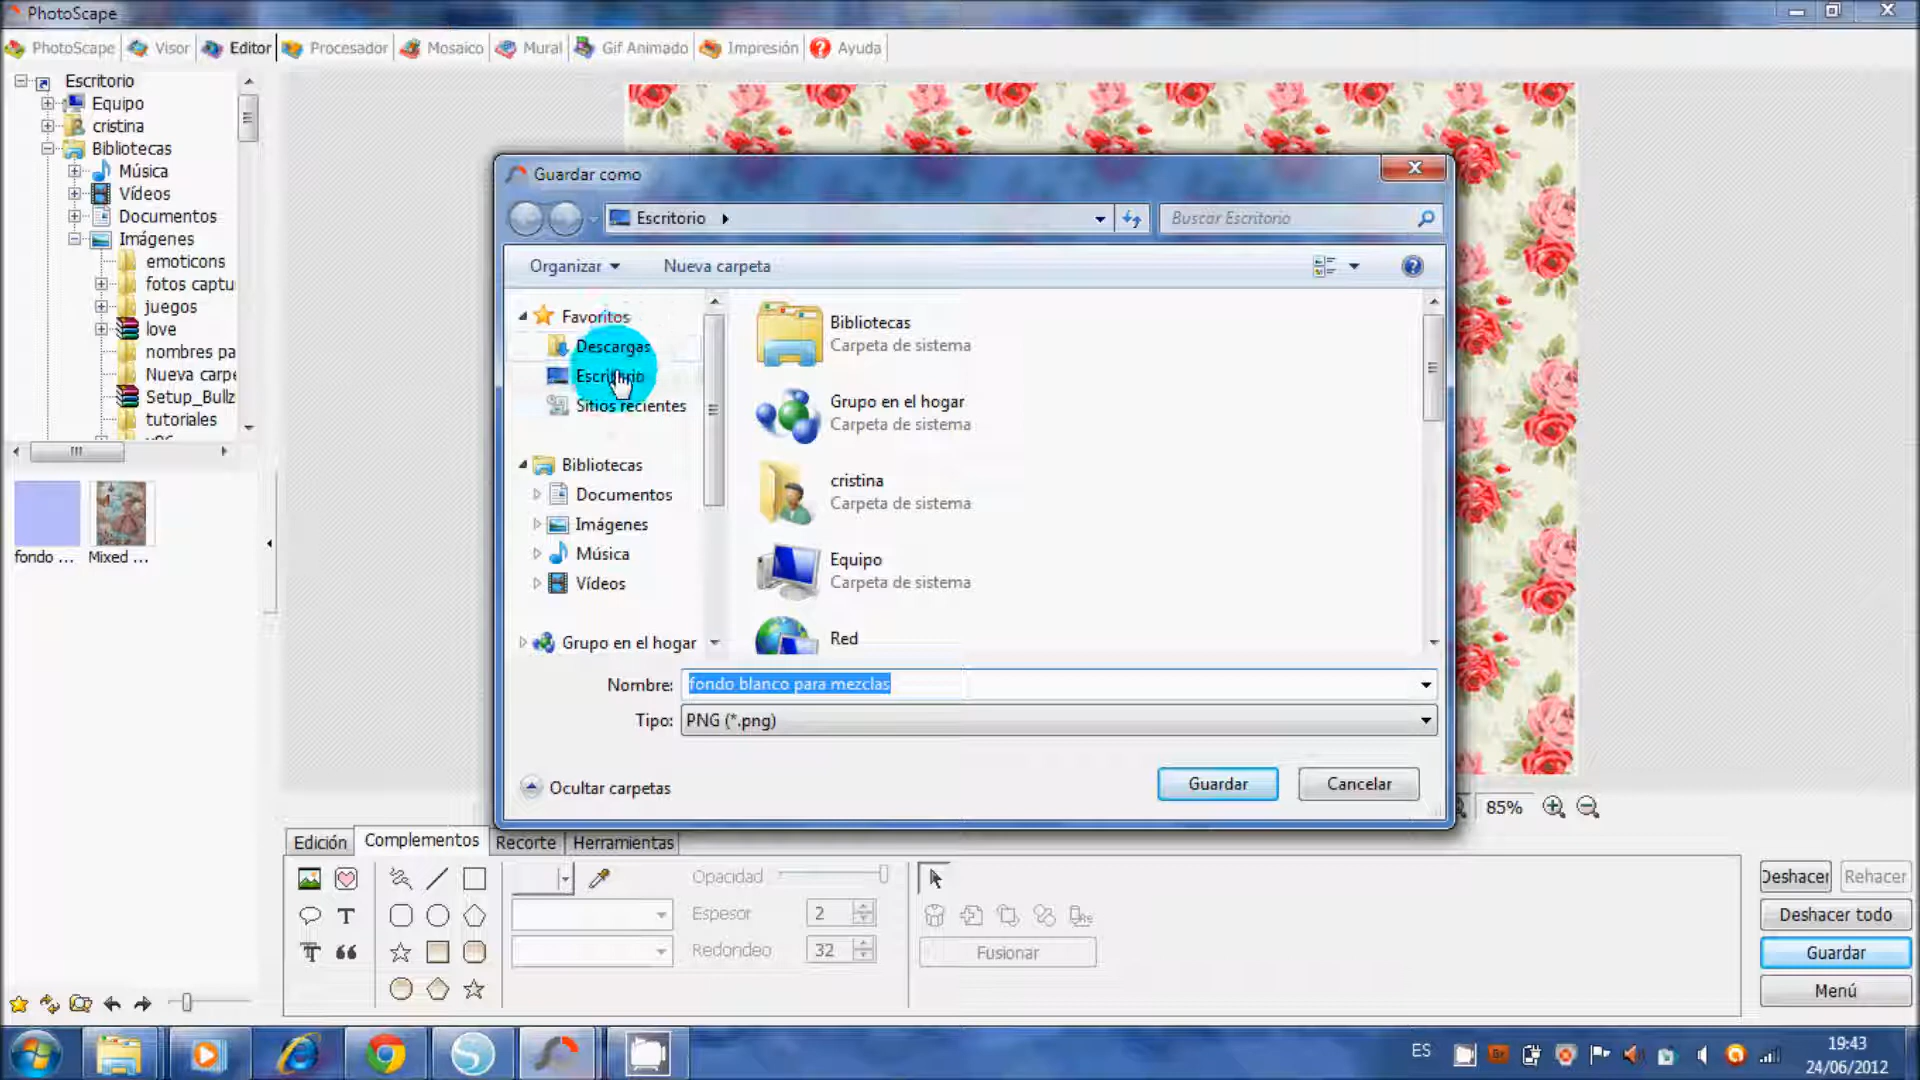 PhotoScape
PhotoScape
Visor
Editor
Procesador
Mosaico
Mural
Gif Animado
Impresión
Ayuda
Escritorio
Equipo
cristina
Bibliotecas
Música
Vídeos
Documentos
Imágenes
emoticons
fotos captu
juegos
love
nombres pa
Nueva carpe
Setup_Bullz
tutoriales
fondo ...
Mixed ...
Guardar como
Escritorio
Buscar Escritorio
Organizar
Nueva carpeta
Favoritos
Descargas
Escritorio
Sitios recientes
Bibliotecas
Documentos
Imágenes
Música
Vídeos
Grupo en el hogar
Bibliotecas
Carpeta de sistema
Grupo en el hogar
Carpeta de sistema
cristina
Carpeta de sistema
Equipo
Carpeta de sistema
Red
Nombre: fondo blanco para mezclas
Tipo: PNG (*.png)
Ocultar carpetas
Guardar
Cancelar
85%
Edición
Complementos
Recorte
Herramientas
Opacidad
Espesor 2
Redondeo 32
Fusionar
Deshacer
Rehacer
Deshacer todo
Guardar
Menú
ES
19:43
24/06/2012